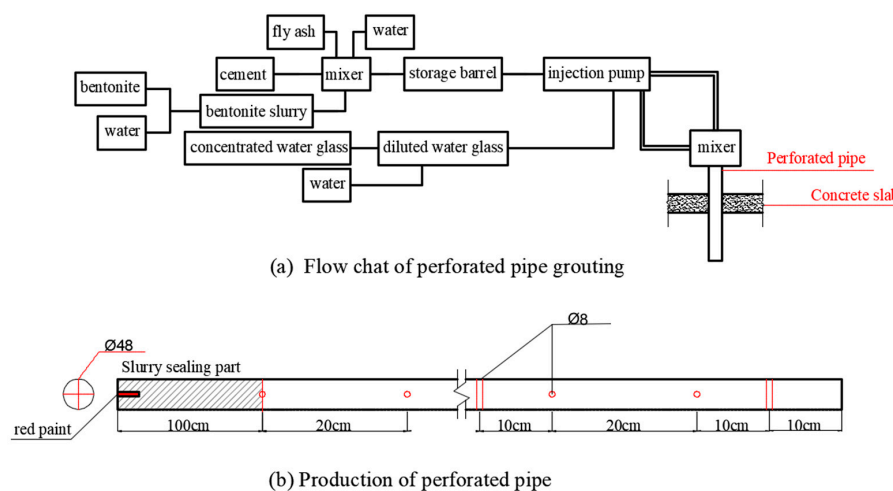 fly ash
water
cement
mixer
storage barrel
injection pump
bentonite
bentonite slurry
water
concentrated water glass
diluted water glass
mixer
water
Perforated pipe
Concrete slab
(a) Flow chat of perforated pipe grouting
Ø48
Ø8
Slurry sealing part
red paint
100cm
20cm
10cm
20cm
10cm
10cm
(b) Production of perforated pipe